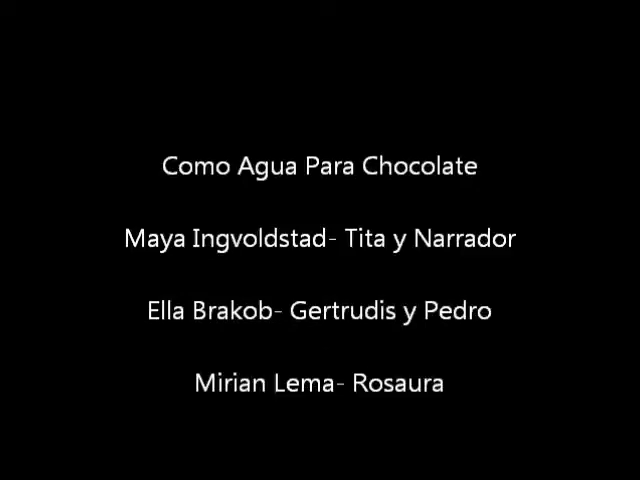 Como Agua Para Chocolate
Maya Ingvoldstad- Tita y Narrador
Ella Brakob- Gertrudis y Pedro
Mirian Lema- Rosaura